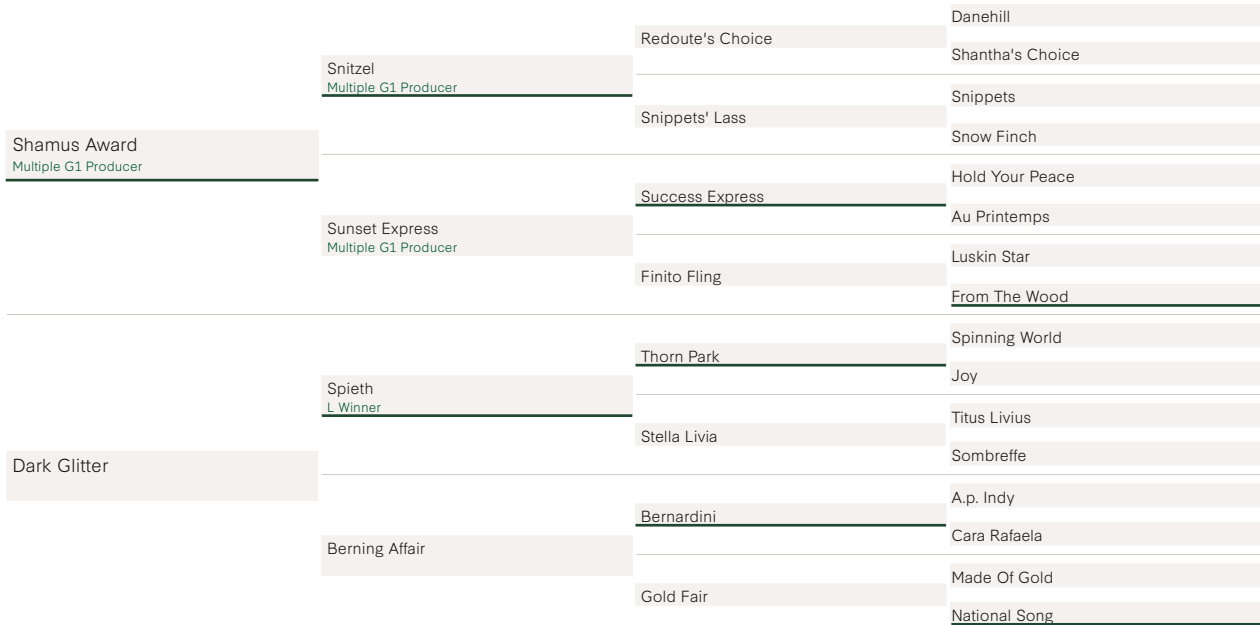 Danehill
Redoute's Choice
Shantha's Choice
Snitzel
Multiple G1 Producer
Snippets
Snippets' Lass
Snow Finch
Shamus Award
Multiple G1 Producer
Hold Your Peace
Success Express
Au Printemps
Sunset Express
Multiple G1 Producer
Luskin Star
Finito Fling
From The Wood
Spinning World
Thorn Park
Joy
Spieth
L Winner
Titus Livius
Stella Livia
Sombreffe
Dark Glitter
A.p. Indy
Bernardini
Cara Rafaela
Berning Affair
Made Of Gold
Gold Fair
National Song